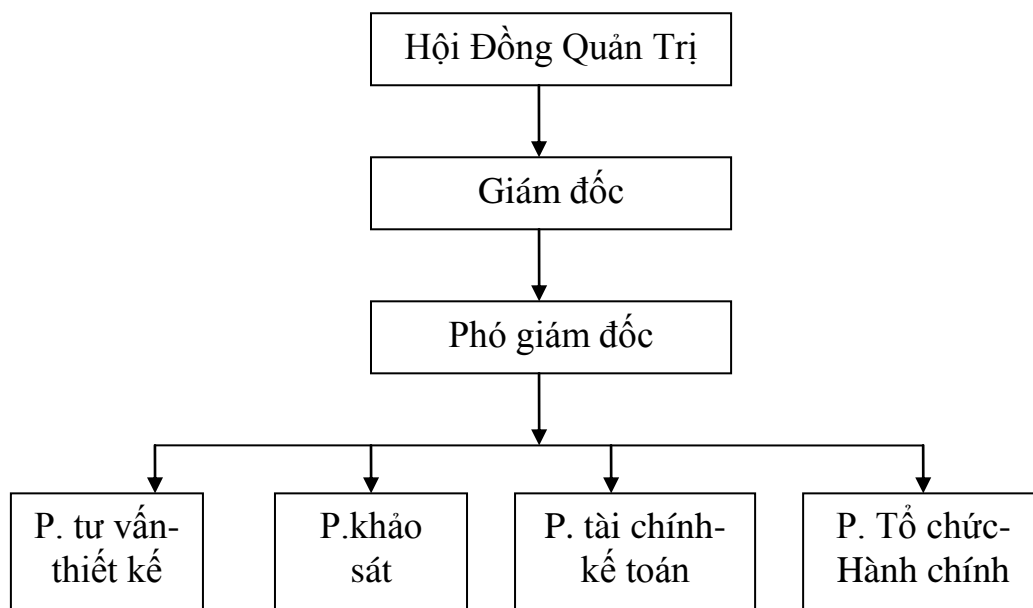 Hội Đồng Quản Trị
Giám đốc
Phó giám đốc
P. tư vấn-
thiết kế
P.khảo
sát
P. tài chính-
kế toán
P. Tổ chức-
Hành chính